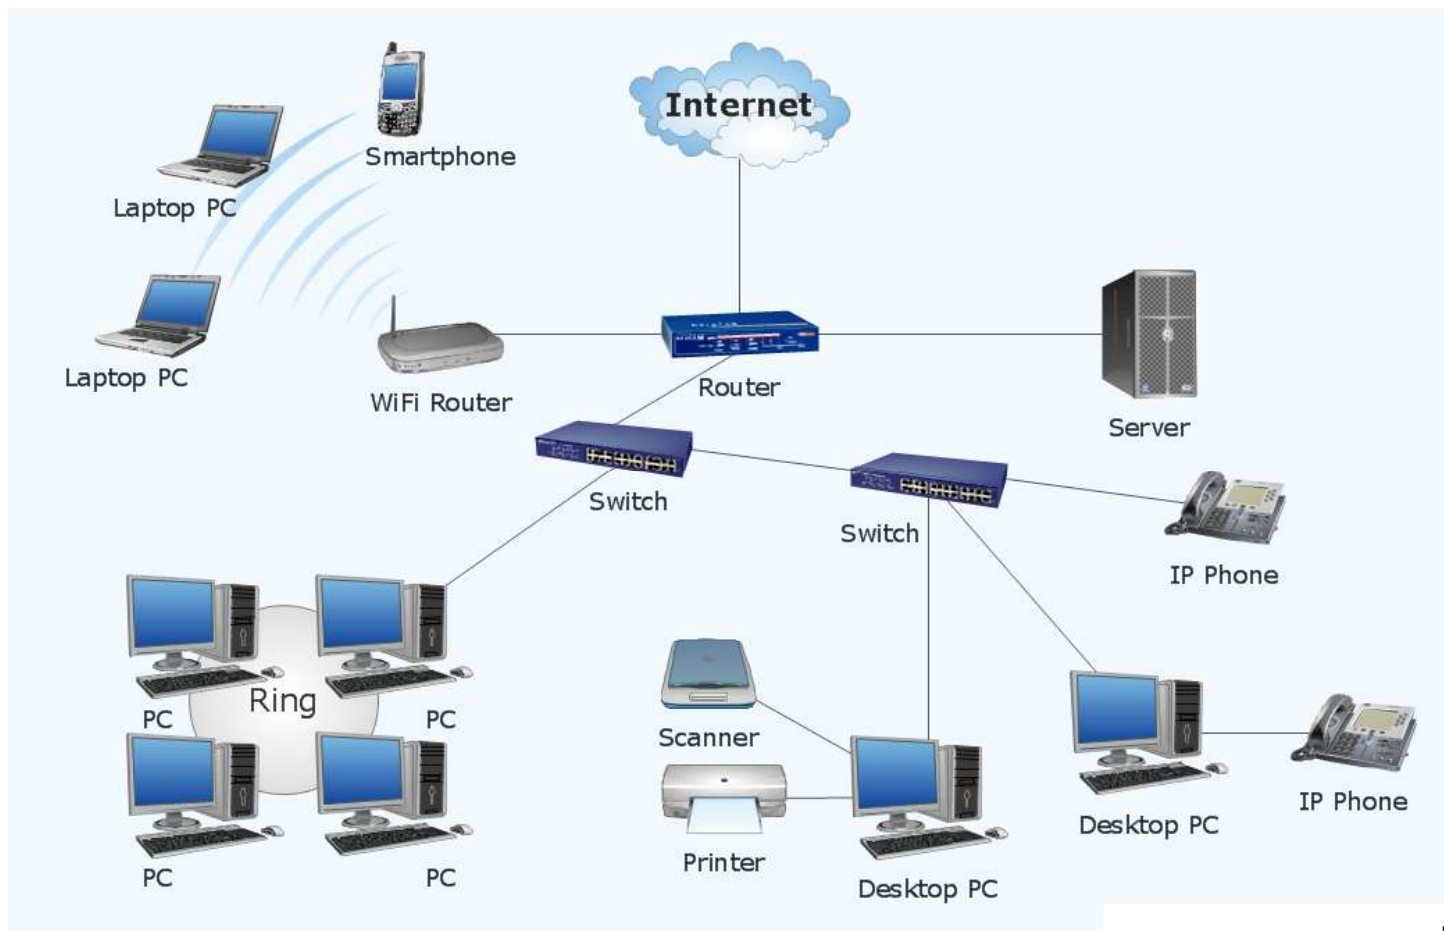 Internet
Smartphone
Laptop PC
Laptop PC
WiFi Router
Router
Server
Switch
Switch
IP Phone
Ring
PC
PC
Scanner
IP Phone
Desktop PC
Printer
PC
PC
Desktop PC